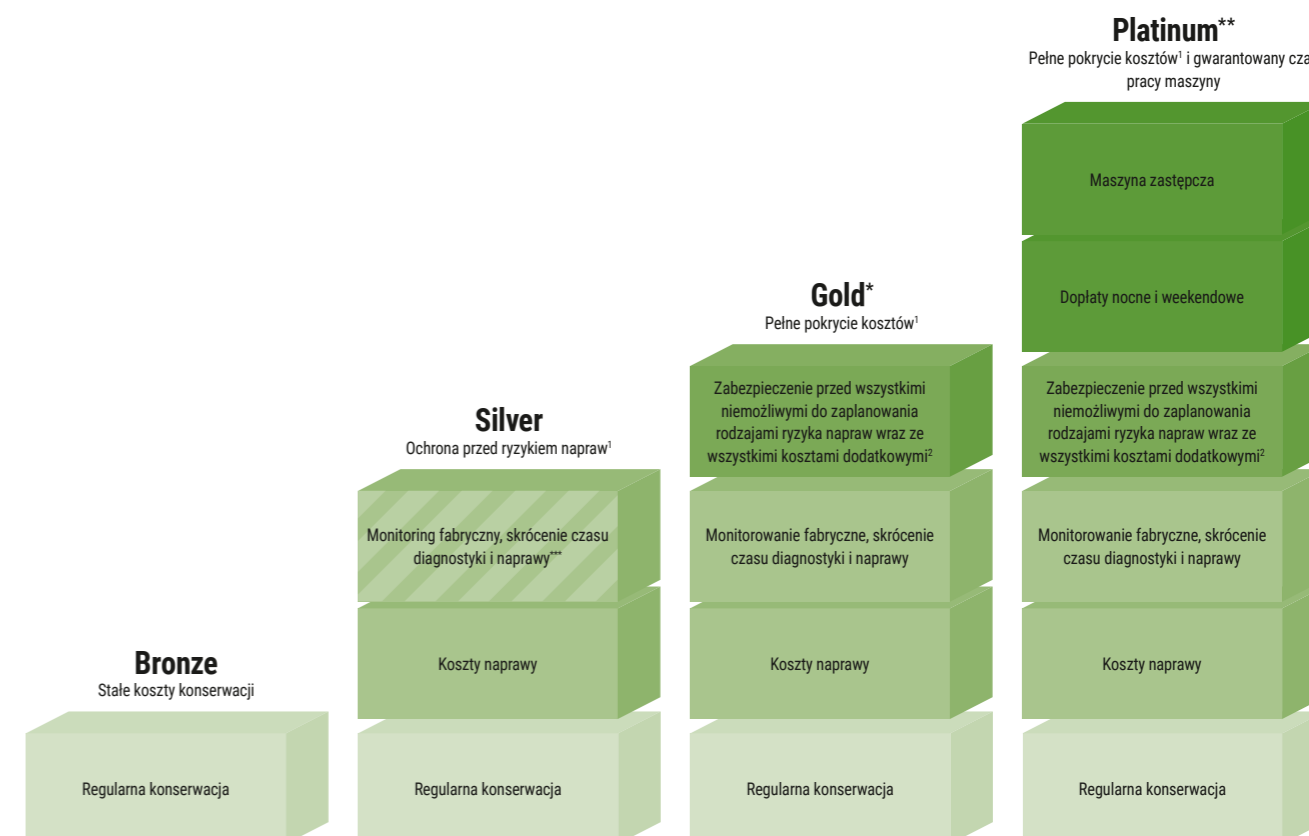 Bronze
Stałe koszty konserwacji
Regularna konserwacja
Silver
Ochrona przed ryzykiem napraw¹
Monitoring fabryczny, skrócenie czasu
diagnostyki i naprawy***
Koszty naprawy
Regularna konserwacja
Gold*
Pełne pokrycie kosztów¹
Zabezpieczenie przed wszystkimi
niemożliwymi do zaplanowania
rodzajami ryzyka napraw wraz ze
wszystkimi kosztami dodatkowymi²
Monitorowanie fabryczne, skrócenie
czasu diagnostyki i naprawy
Koszty naprawy
Regularna konserwacja
Platinum**
Pełne pokrycie kosztów¹ i gwarantowany cza
pracy maszyny
Maszyna zastępcza
Dopłaty nocne i weekendowe
Zabezpieczenie przed wszystkimi
niemożliwymi do zaplanowania
rodzajami ryzyka napraw wraz ze
wszystkimi kosztami dodatkowymi²
Monitorowanie fabryczne, skrócenie
czasu diagnostyki i naprawy
Koszty naprawy
Regularna konserwacja